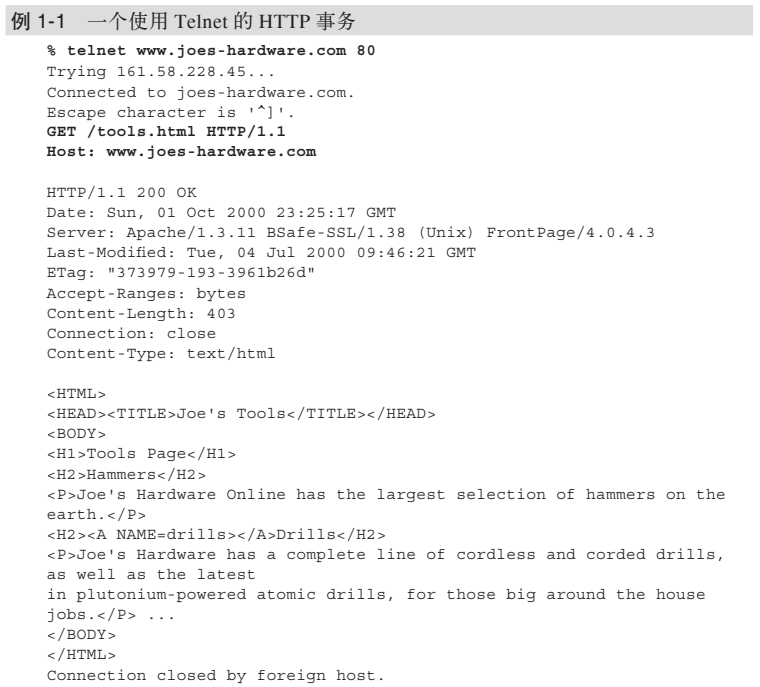 例 1-1 一个使用 Telnet 的 HTTP 事务
% telnet www.joes-hardware.com 80
Trying 161.58.228.45...
Connected to joes-hardware.com.
Escape character is '^]'.
GET /tools.html HTTP/1.1
Host: www.joes-hardware.com

HTTP/1.1 200 OK
Date: Sun, 01 Oct 2000 23:25:17 GMT
Server: Apache/1.3.11 BSafe-SSL/1.38 (Unix) FrontPage/4.0.4.3
Last-Modified: Tue, 04 Jul 2000 09:46:21 GMT
ETag: "373979-193-3961b26d"
Accept-Ranges: bytes
Content-Length: 403
Connection: close
Content-Type: text/html

<HTML>
<HEAD><TITLE>Joe's Tools</TITLE></HEAD>
<BODY>
<H1>Tools Page</H1>
<H2>Hammers</H2>
<P>Joe's Hardware Online has the largest selection of hammers on the
earth.</P>
<H2><A NAME=drills></A>Drills</H2>
<P>Joe's Hardware has a complete line of cordless and corded drills,
as well as the latest
in plutonium-powered atomic drills, for those big around the house
jobs.</P> ...
</BODY>
</HTML>
Connection closed by foreign host.